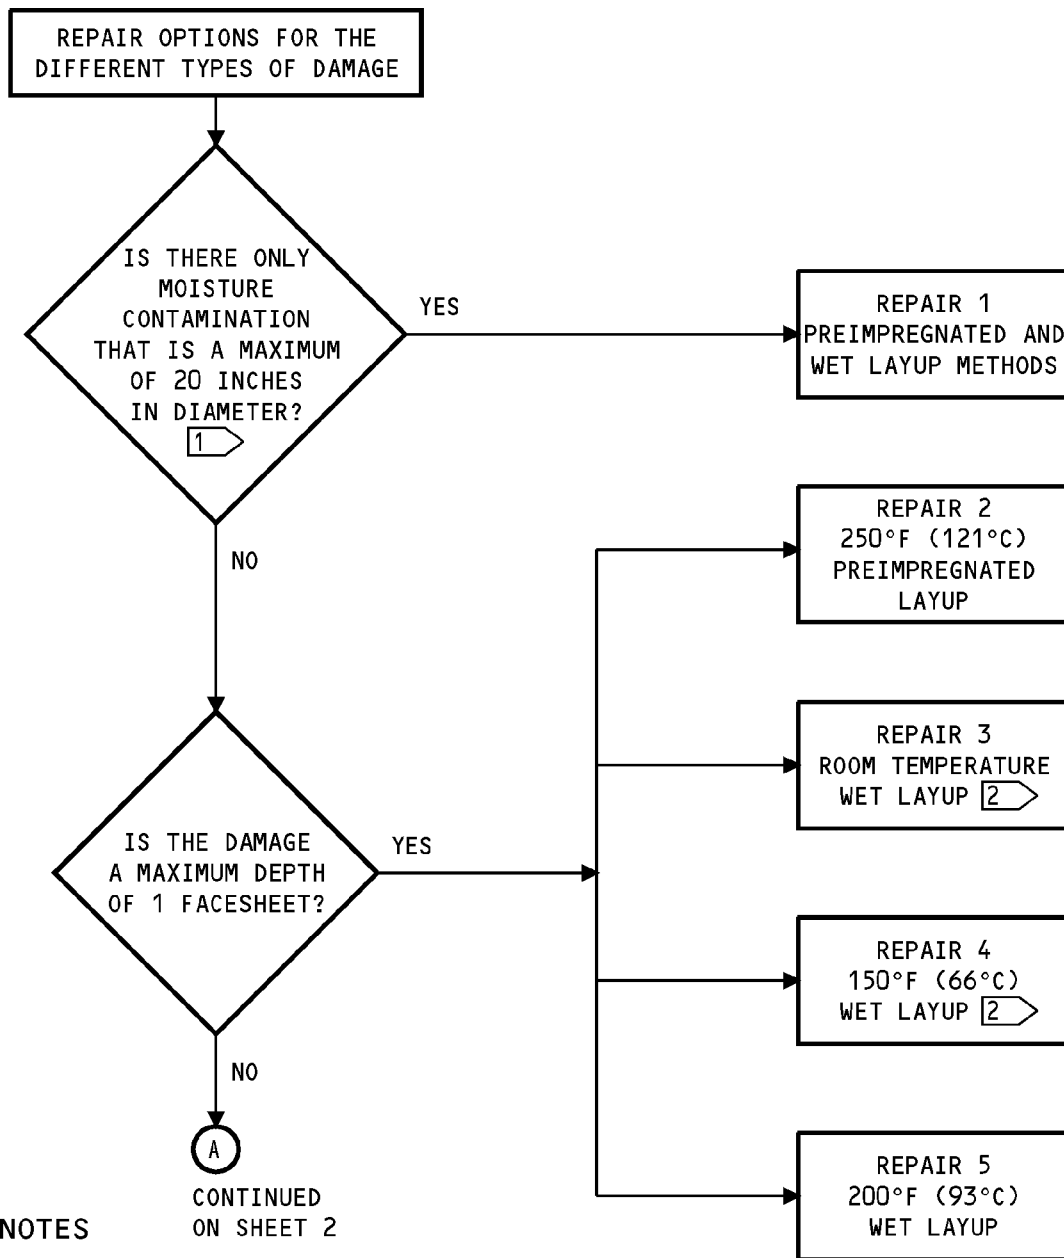 REPAIR OPTIONS FOR THE
DIFFERENT TYPES OF DAMAGE
IS THERE ONLY
MOISTURE
CONTAMINATION
THAT IS A MAXIMUM
OF 20 INCHES
IN DIAMETER?
1
YES
REPAIR 1
PREIMPREGNATED AND
WET LAYUP METHODS
NO
REPAIR 2
250°F (121°C)
PREIMPREGNATED
LAYUP
REPAIR 3
ROOM TEMPERATURE
WET LAYUP 2
IS THE DAMAGE
A MAXIMUM DEPTH
OF 1 FACESHEET?
YES
REPAIR 4
150°F (66°C)
WET LAYUP 2
NO
A
CONTINUED
ON SHEET 2
REPAIR 5
200°F (93°C)
WET LAYUP
NOTES